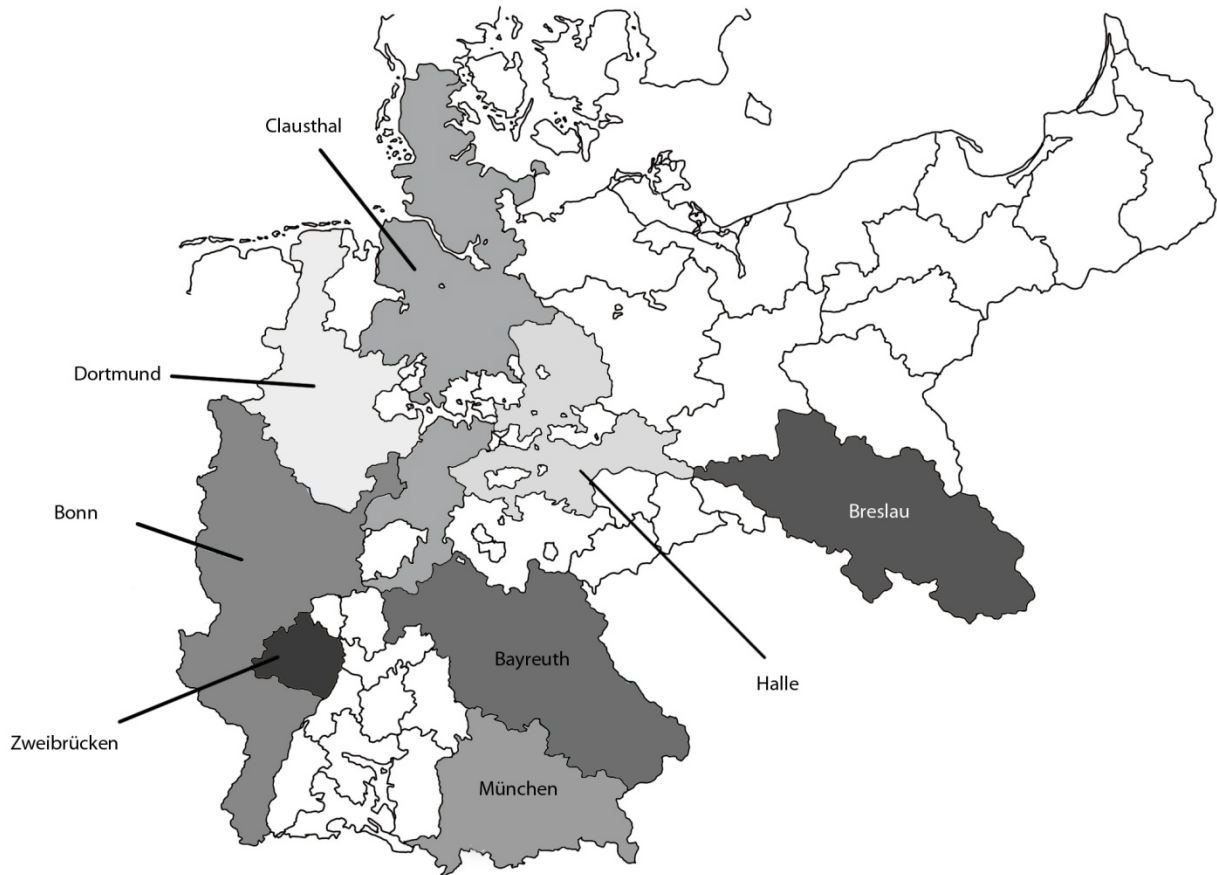 Clausthal
Dortmund
Bonn
Breslau
Bayreuth
Halle
Zweibrücken
München